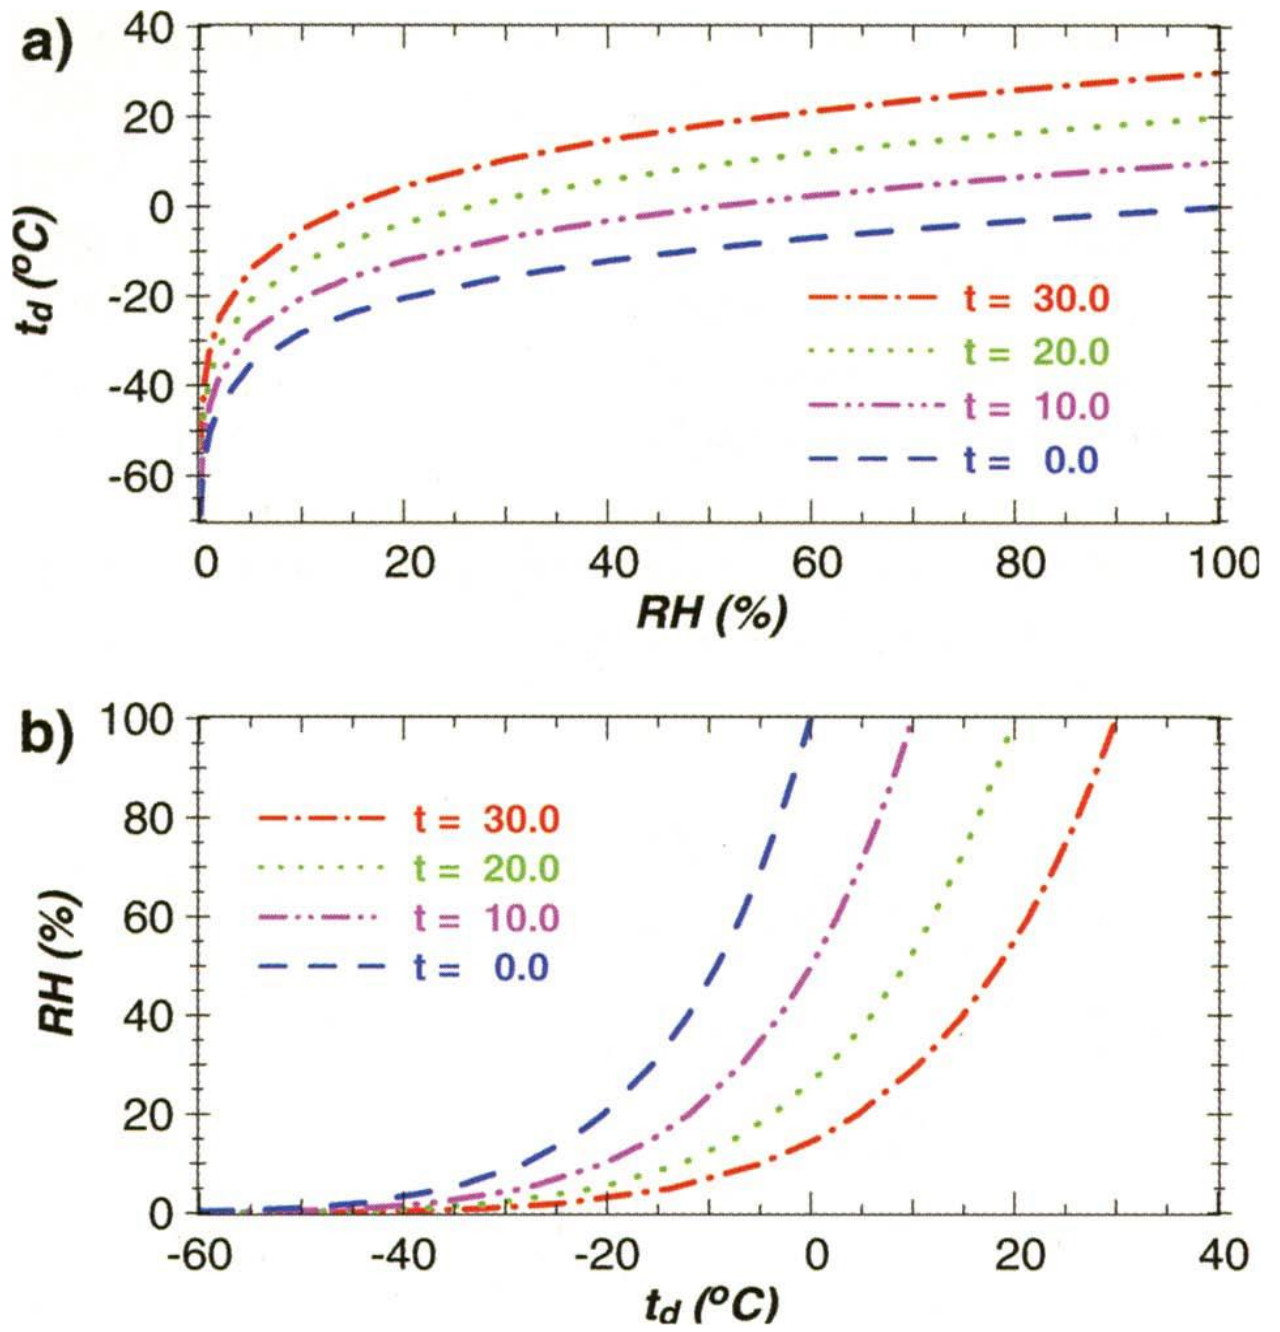 a)
40
20
0
-20
-40
-60
t_d (°C)
t = 30.0
t = 20.0
t = 10.0
t = 0.0
0 20 40 60 80 100
RH (%)
b)
100
80
60
40
20
0
RH (%)
t = 30.0
t = 20.0
t = 10.0
t = 0.0
-60 -40 -20 0 20 40
t_d (°C)